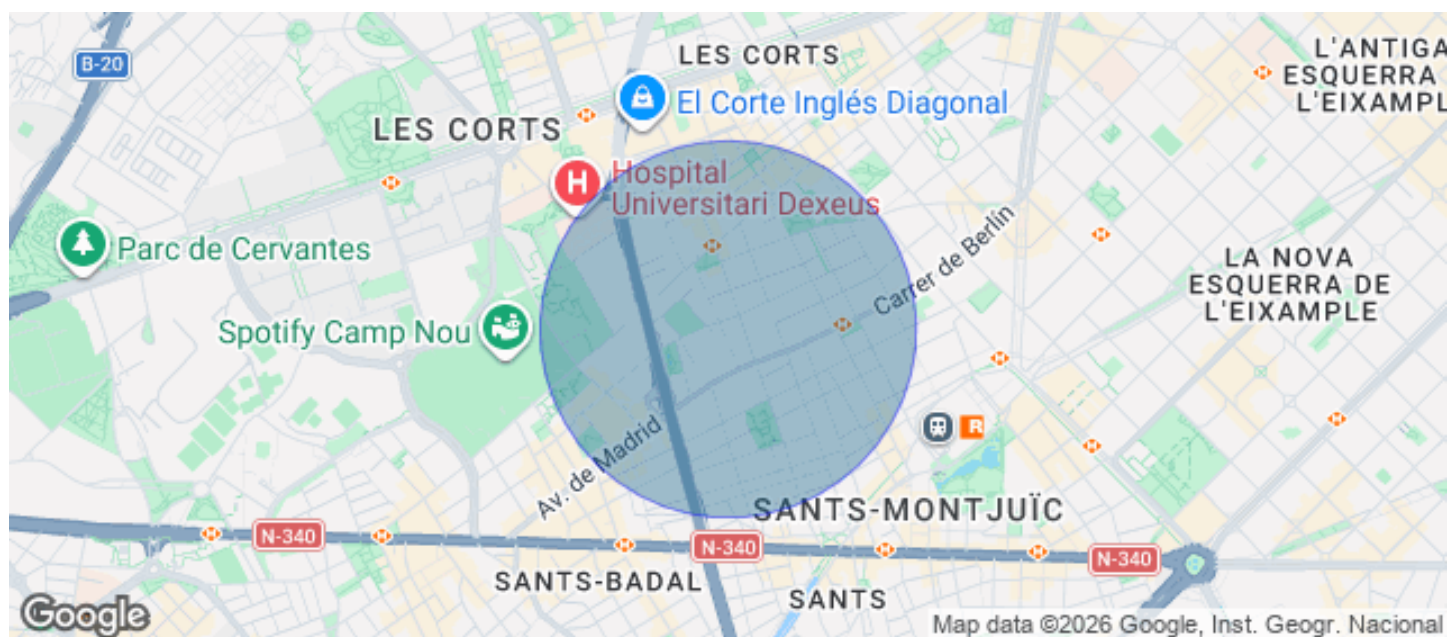 B-20
LES CORTS
L'ANTIGA
ESQUERRA
L'EIXAMPL
El Corte Inglés Diagonal
LES CORTS
H
Hospital
Universitari Dexeus
Parc de Cervantes
Carrer de Berlín
LA NOVA
ESQUERRA DE
L'EIXAMPLE
Spotify Camp Nou
R
Av. de Madrid
SANTS-MONTJUÏC
N-340
N-340
N-340
SANTS-BADAL
SANTS
Google
Map data ©2026 Google, Inst. Geogr. Nacional